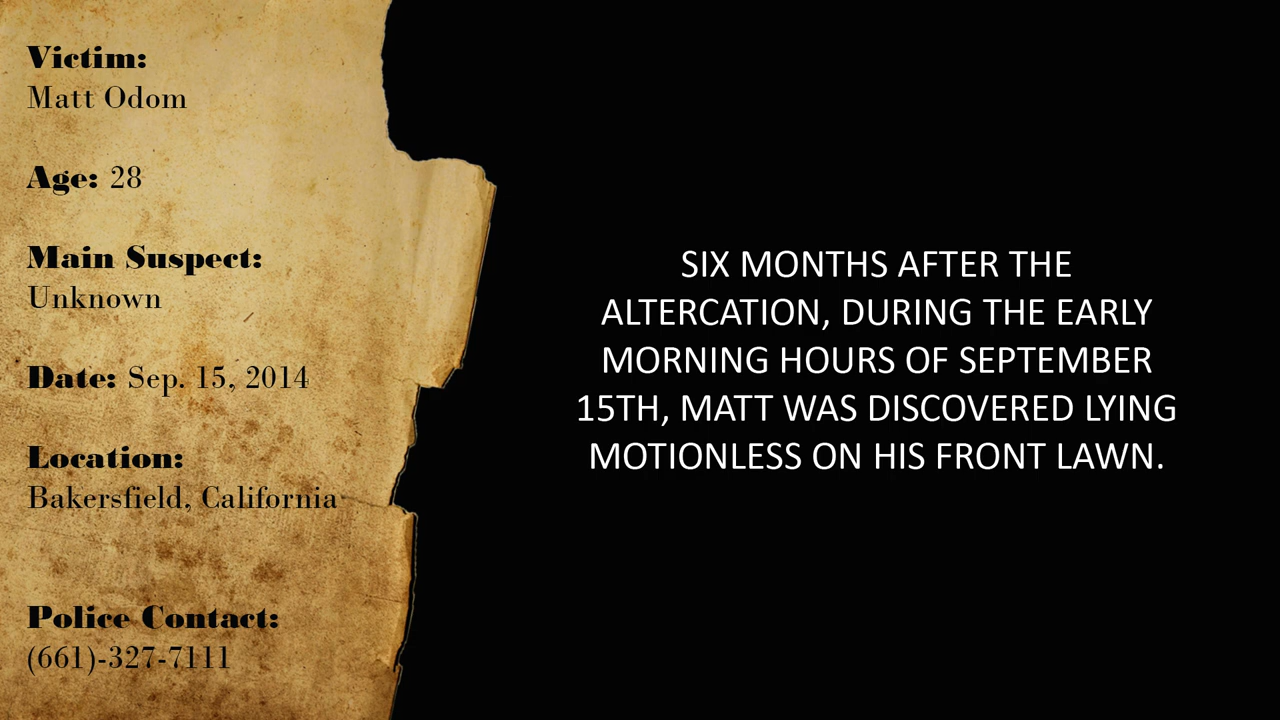 Victim:
Matt Odom
Age: 28
Main Suspect:
Unknown
Date: Sep. 15, 2014
Location:
Bakersfield, California
Police Contact:
(661)-327-7111
SIX MONTHS AFTER THE
ALTERCATION, DURING THE EARLY
MORNING HOURS OF SEPTEMBER
15TH, MATT WAS DISCOVERED LYING
MOTIONLESS ON HIS FRONT LAWN.